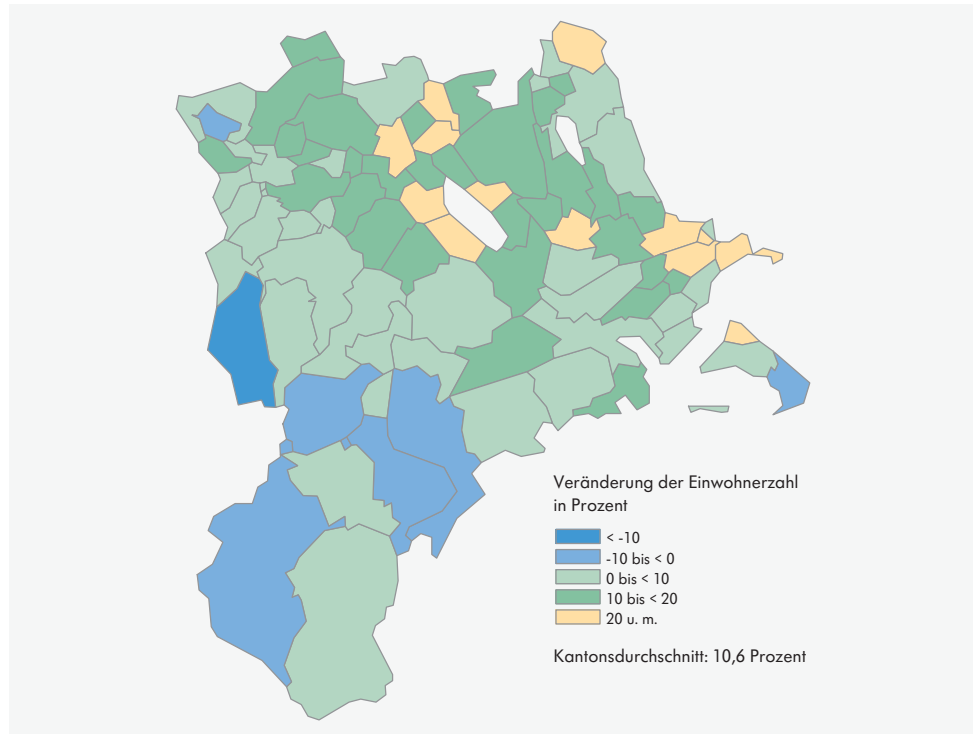 Veränderung der Einwohnerzahl
in Prozent
< -10
-10 bis < 0
0 bis < 10
10 bis < 20
20 u. m.
Kantonsdurchschnitt: 10,6 Prozent